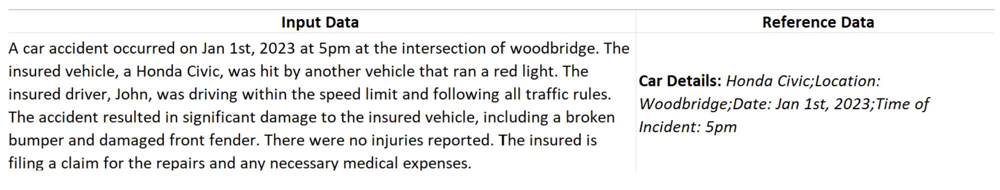 Input Data
Reference Data
A car accident occurred on Jan 1st, 2023 at 5pm at the intersection of woodbridge. The
insured vehicle, a Honda Civic, was hit by another vehicle that ran a red light. The
insured driver, John, was driving within the speed limit and following all traffic rules.
The accident resulted in significant damage to the insured vehicle, including a broken
bumper and damaged front fender. There were no injuries reported. The insured is
filing a claim for the repairs and any necessary medical expenses.
Car Details: Honda Civic;Location:
Woodbridge;Date: Jan 1st, 2023;Time of
Incident: 5pm